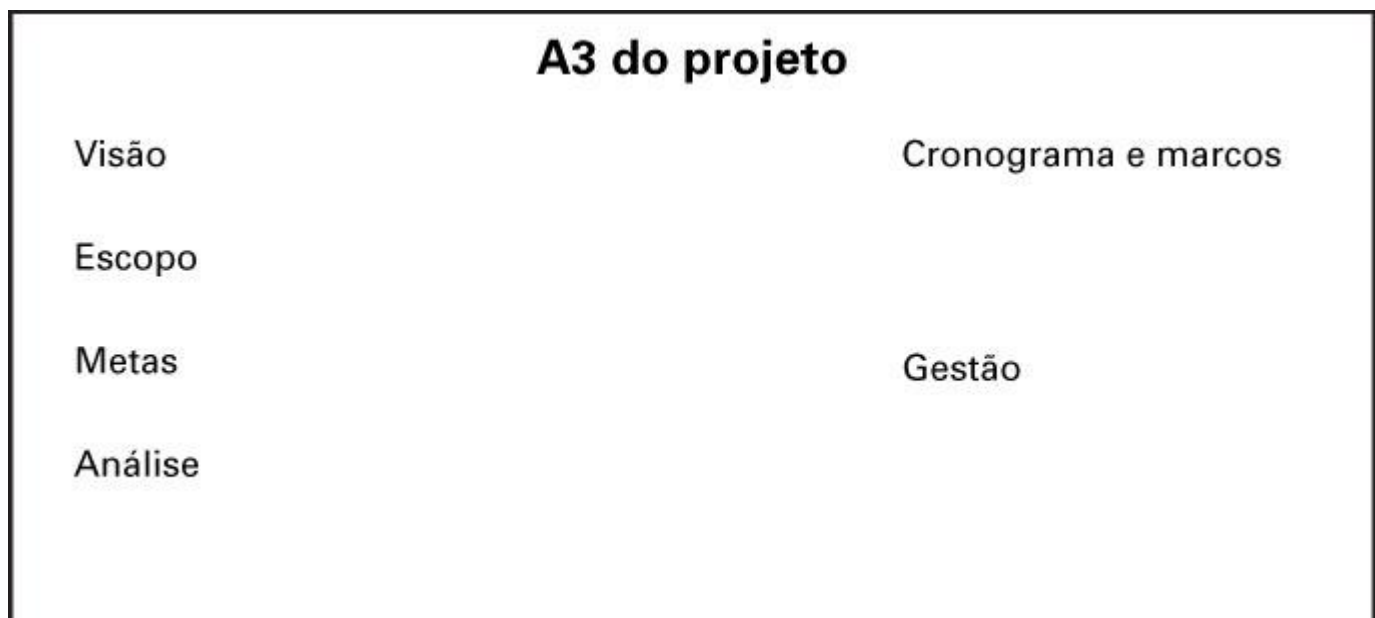 A3 do projeto
Visão
Escopo
Metas
Análise
Cronograma e marcos
Gestão